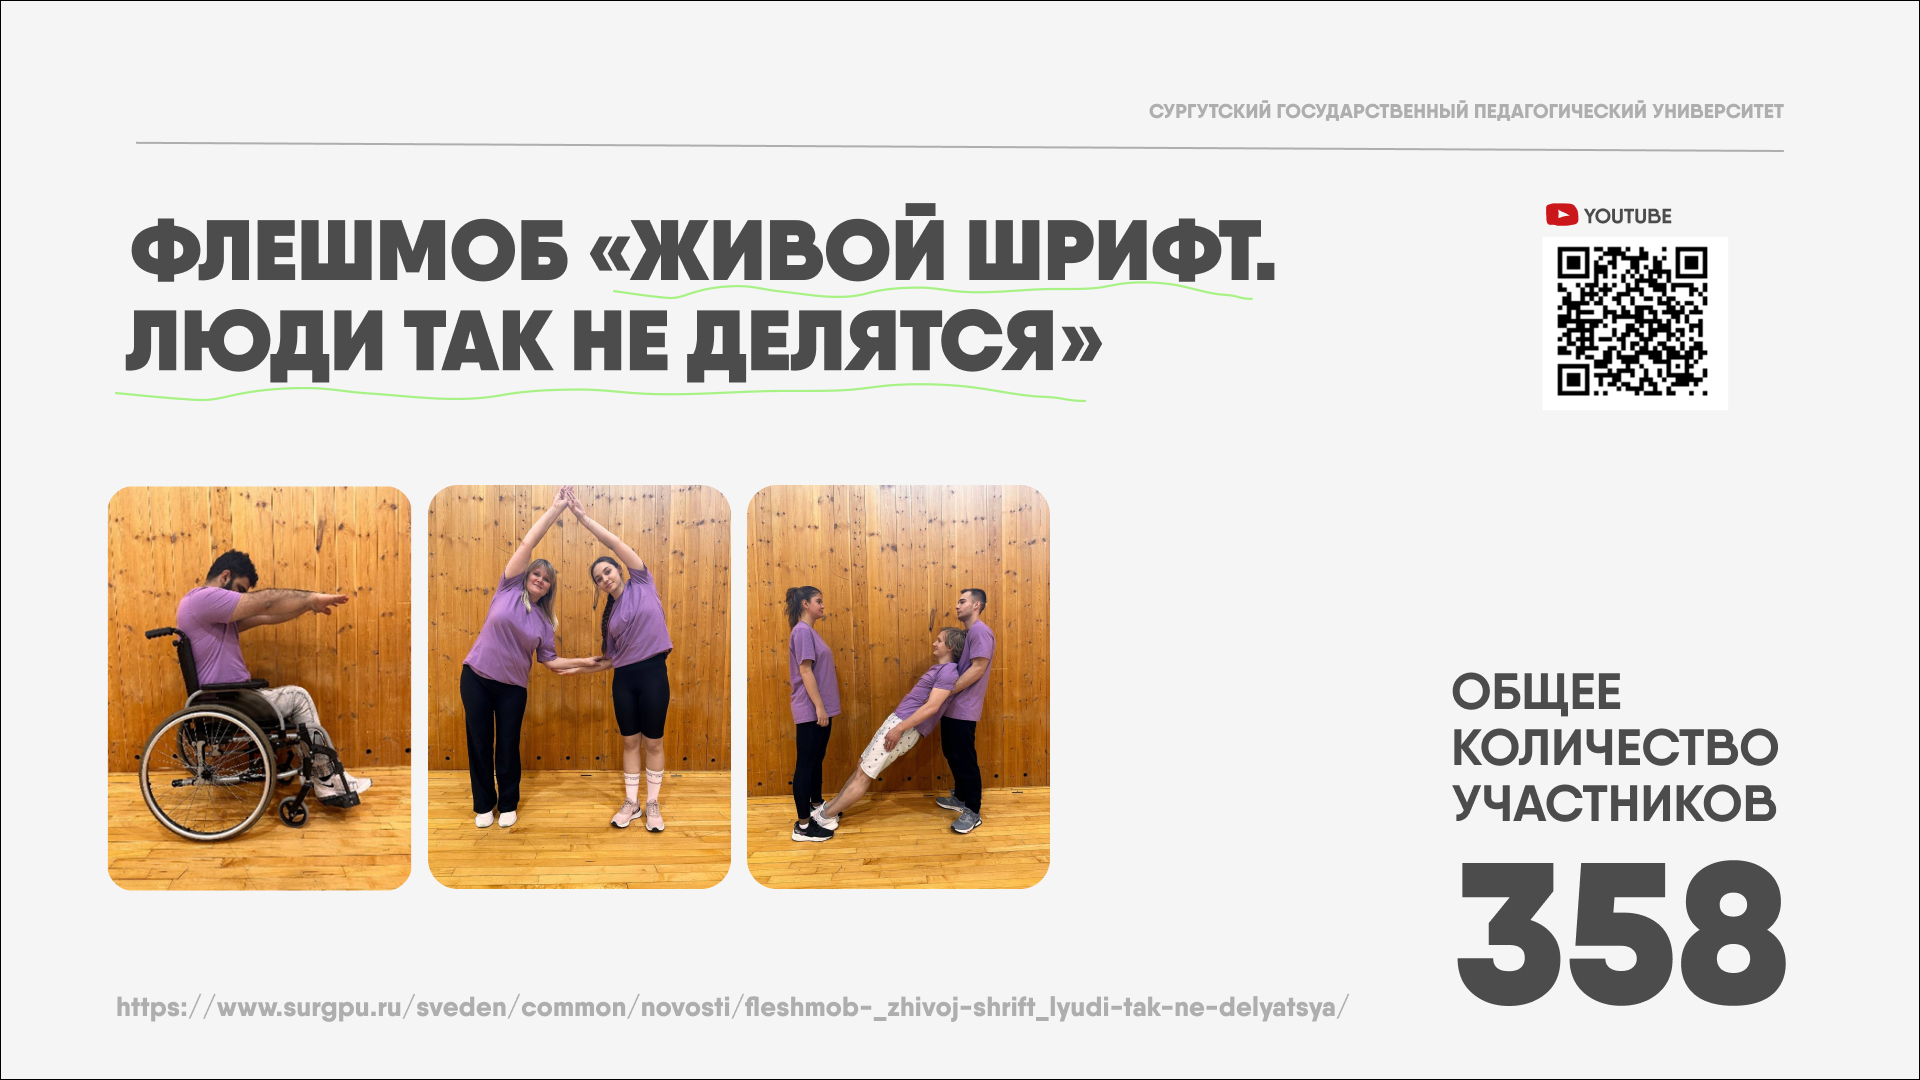 СУРГУТСКИЙ ГОСУДАРСТВЕННЫЙ ПЕДАГОГИЧЕСКИЙ УНИВЕРСИТЕТ
ФЛЕШМОБ «ЖИВОЙ ШРИФТ.
ЛЮДИ ТАК НЕ ДЕЛЯТСЯ»
YOUTUBE
ОБЩЕЕ
КОЛИЧЕСТВО
УЧАСТНИКОВ
358
https://www.surgpu.ru/sveden/common/novosti/fleshmob-_zhivoj-shrift_lyudi-tak-ne-delyatsya/